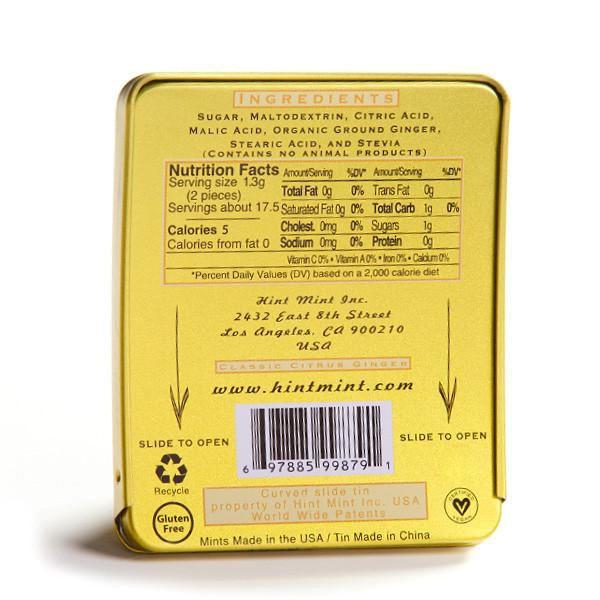 INGREDIENTS
SUGAR, MALTODEXTRIN, CITRIC ACID,
MALIC ACID, ORGANIC GROUND GINGER,
STEARIC ACID, AND STEVIA
(CONTAINS NO ANIMAL PRODUCTS)
Nutrition Facts Amount/Serving %DV* Amount/Serving %DV*
Serving size 1.3g Total Fat 0g 0% Trans Fat 0g
(2 pieces)
Servings about 17.5 Saturated Fat 0g 0% Total Carb 1g 0%
Calories 5 Cholest. 0mg 0% Sugars 1g
Calories from fat 0 Sodium 0mg 0% Protein 0g
Vitamin C 0% • Vitamin A 0% • Iron 0% • Calcium 0%
*Percent Daily Values (DV) based on a 2,000 calorie diet
Hint Mint Inc.
2432 East 8th Street
Los Angeles, CA 900210
USA
CLASSIC CITRUS GINGER
www.hintmint.com
SLIDE TO OPEN
SLIDE TO OPEN
6 97885 99879 1
Recycle
Curved slide tin
property of Hint Mint Inc. USA
World Wide Patents
Gluten
Free
CERTIFIED
VEGAN
Mints Made in the USA / Tin Made in China